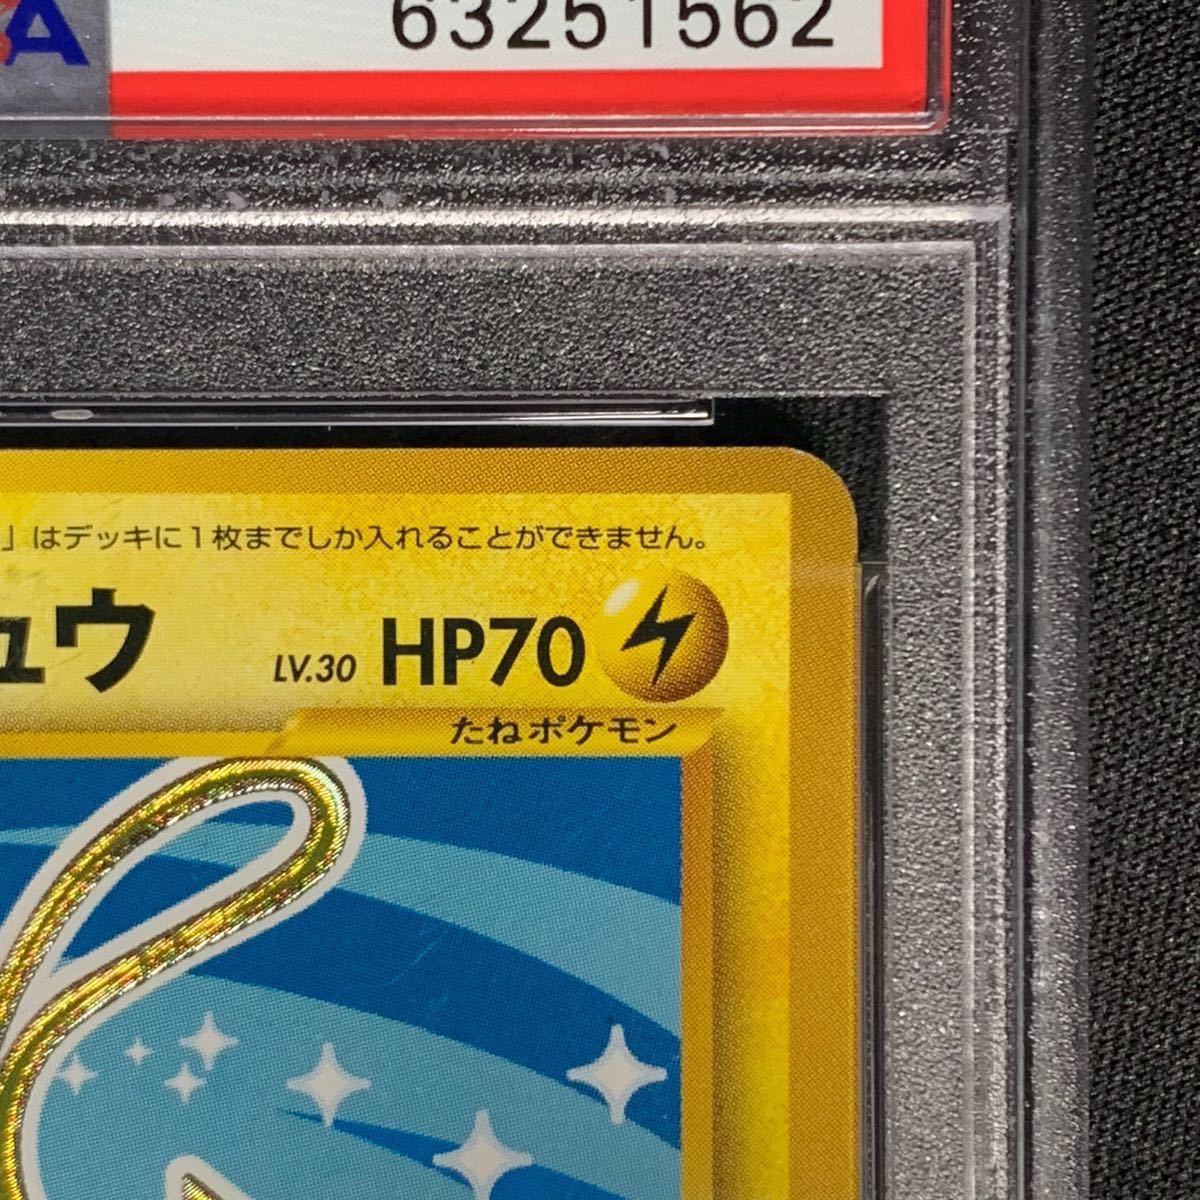 A
63251562
」はデッキに1枚までしか入れることができません。
ュウ LV.30 HP70
たねポケモン